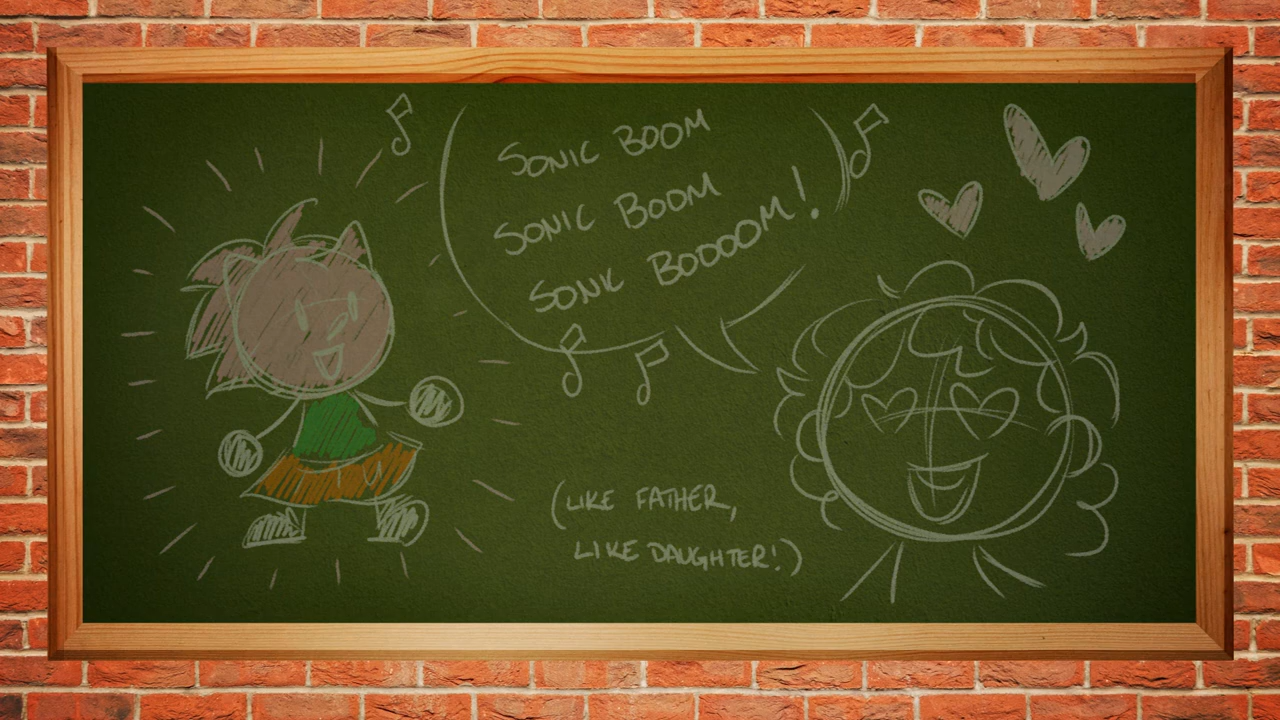 SONIC BOOM
SONIC BOOM
SONIC BOOOOM!
(LIKE FATHER,
LIKE DAUGHTER!)